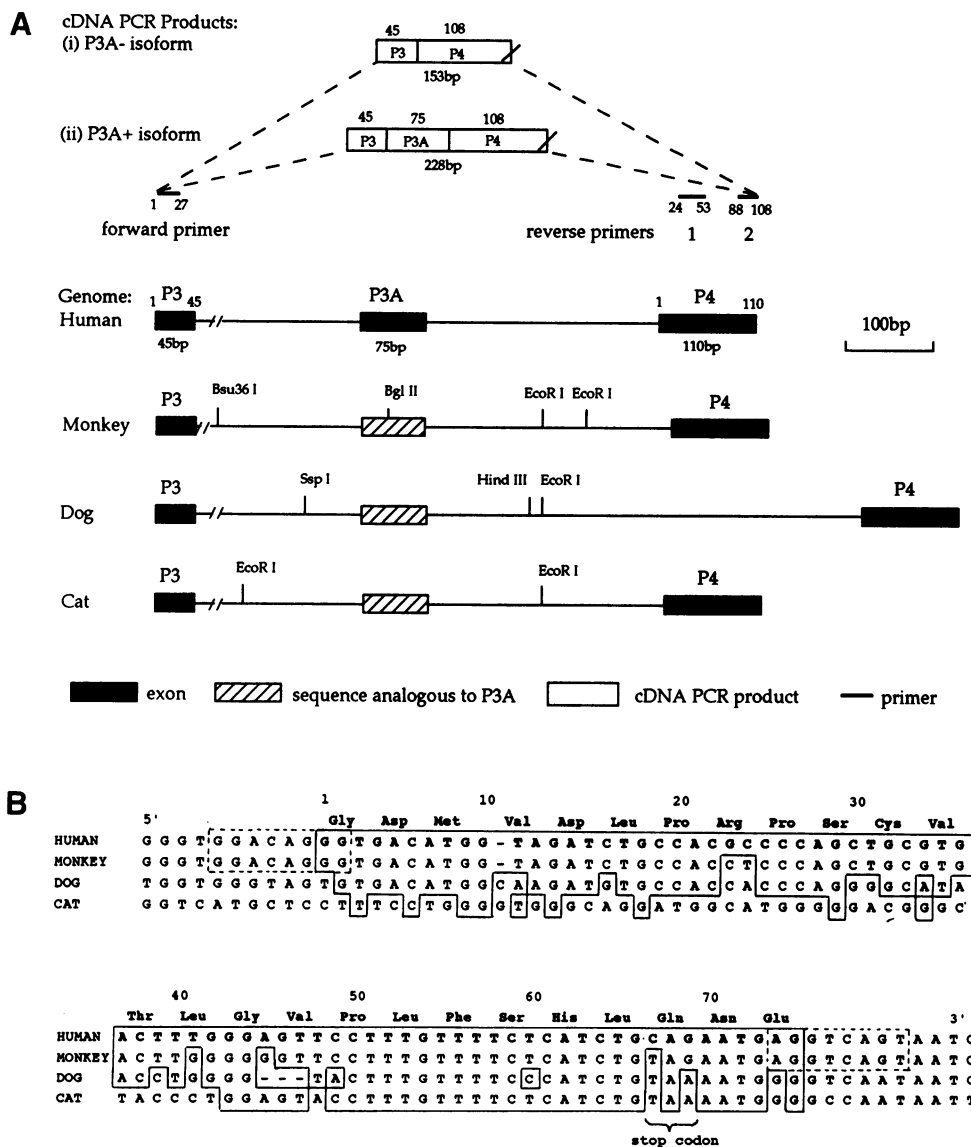 A
cDNA PCR Products:
(i) P3A- isoform
45 108
P3 P4
153bp
(ii) P3A+ isoform
45 75 108
P3 P3A P4
228bp
1 27
forward primer
24 53 88 108
reverse primers 1 2
Genome:
Human
1 P3 45 P3A 1 P4 110
45bp 75bp 110bp
100bp
Monkey
P3 Bsu36 I Bgl II EcoR I EcoR I P4
Dog
P3 Ssp I Hind III EcoR I P4
Cat
P3 EcoR I EcoR I P4
exon sequence analogous to P3A cDNA PCR product primer
B
1 10 20 30
5' Gly Asp Met Val Asp Leu Pro Arg Pro Ser Cys Val
HUMAN G G G T G G A C A G G G T G A C A T G G - T A G A T C T G C C A C G C C C C A G C T G C G T G
MONKEY G G G T G G A C A G G G T G A C A T G G - T A G A T C T G C C A C C T C C C A G C T G C G T G
DOG T G G T G G G T A G T G T G A C A T G G C A A G A T G T G C C A C C A C C C A G G G G C A T A
CAT G G T C A T G C T C C T T T C C T G G G T G G G C A G G A T G G C A T G G G G G A C G G G C
40 50 60 70
Thr Leu Gly Val Pro Leu Phe Ser His Leu Gln Asn Glu 3'
HUMAN A C T T T G G G A G T T C C T T T G T T T T C T C A T C T G C A G A A T G A G G T C A G T A A T C
MONKEY A C T T G G G G G G T T C C T T T G T T T T C T C A T C T G T A G A A T G A G G T C A G T A A T C
DOG A C C T G G G G - - - T A C T T T G T T T T C C C A T C T G T A A A A T G G G G T C A A T A A T C
CAT T A C C C T G G A G T A C C T T T G T T T T C T C A T C T G T A A A A T G G G G C C A A T A A T T
stop codon